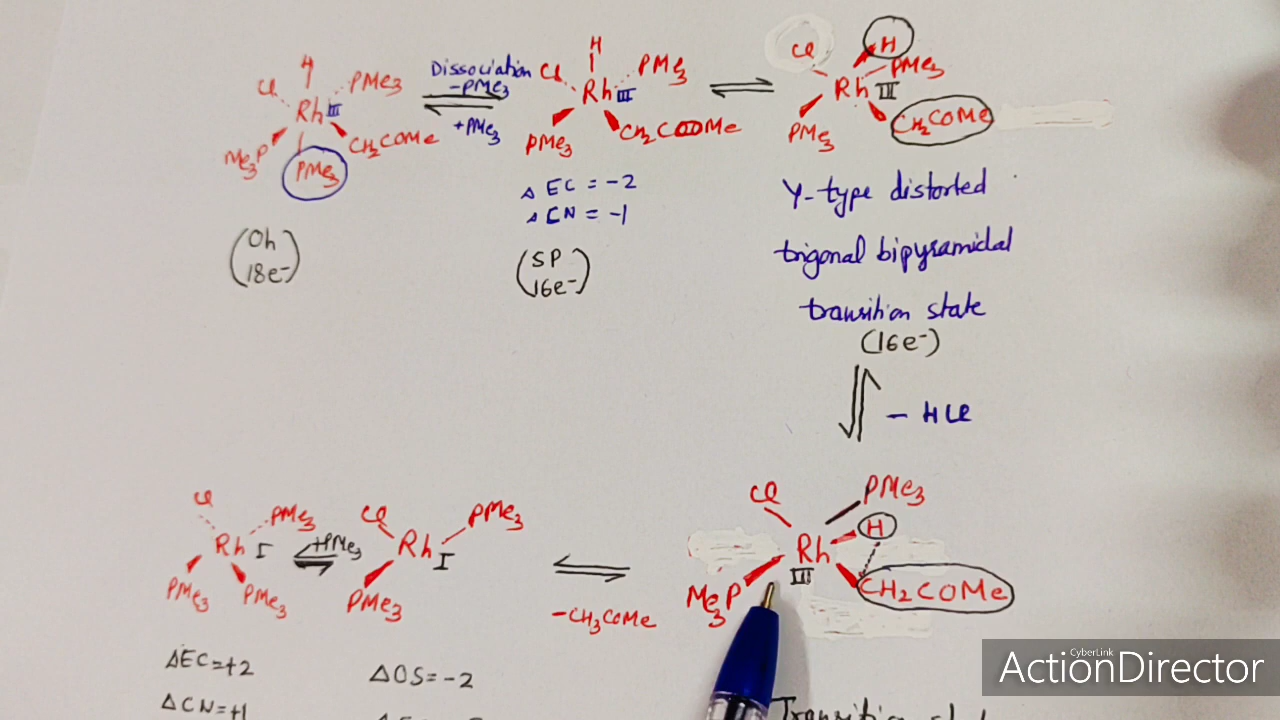 H
Cl
PMe3
Rh III
Me3P
CH2COMe
PMe3
(Oh
18e-)
Dissociation
-PMe3
+PMe3
H
Cl
PMe3
Rh III
PMe3
CH2COOMe
Δ EC = -2
Δ CN = -1
(SP
16e-)
Cl
H
PMe3
Rh III
PMe3
CH2COMe
Y-type distorted
trigonal bipyramidal
transition state
(16e-)
- HCl
Cl
PMe3
H
Rh
III
Me3P
CH2COMe
-CH3COMe
Cl
PMe3
Rh I
PMe3
+PMe3
Cl
PMe3
Rh I
PMe3
PMe3
ΔEC=+2
ΔCN=+1
ΔOS=-2
CyberLink
ActionDirector